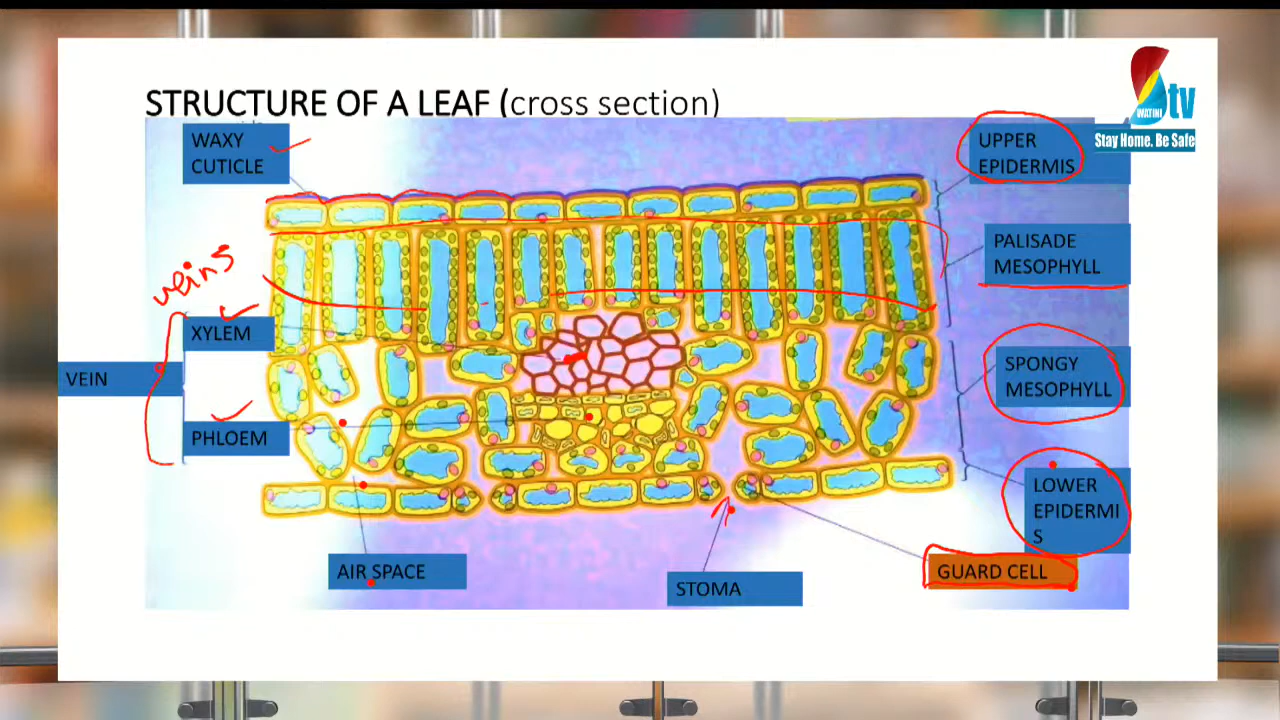 STRUCTURE OF A LEAF (cross section)
tv
WATINI
Stay Home. Be Safe
WAXY
CUTICLE
UPPER
EPIDERMIS
PALISADE
MESOPHYLL
veins
XYLEM
VEIN
PHLOEM
SPONGY
MESOPHYLL
LOWER
EPIDERMI
S
AIR SPACE
STOMA
GUARD CELL